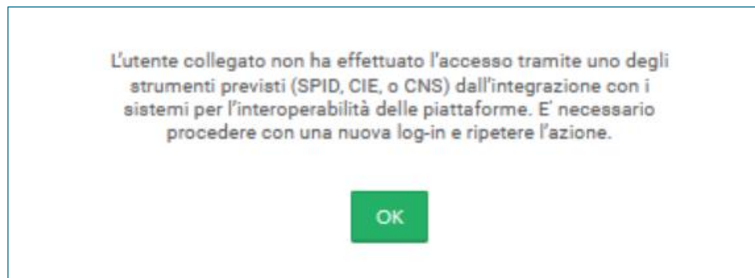 L'utente collegato non ha effettuato l'accesso tramite uno degli
strumenti previsti (SPID, CIE, o CNS) dall'integrazione con i
sistemi per l'interoperabilità delle piattaforme. E' necessario
procedere con una nuova log-in e ripetere l'azione.
OK